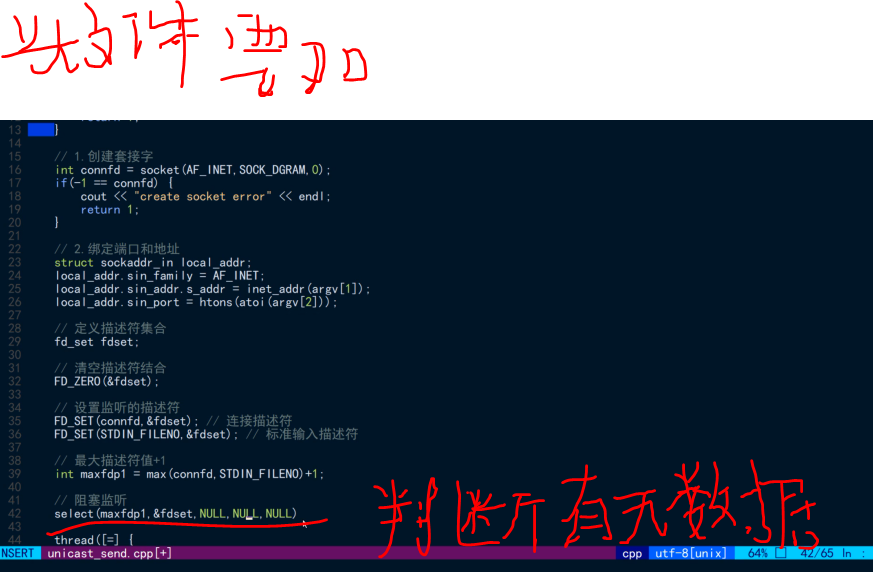 13 }
14
15 // 1.创建套接字
16 int connfd = socket(AF_INET,SOCK_DGRAM,0);
17 if(-1 == connfd) {
18 cout << "create socket error" << endl;
19 return 1;
20 }
21
22 // 2.绑定端口和地址
23 struct sockaddr_in local_addr;
24 local_addr.sin_family = AF_INET;
25 local_addr.sin_addr.s_addr = inet_addr(argv[1]);
26 local_addr.sin_port = htons(atoi(argv[2]));
27
28 // 定义描述符集合
29 fd_set fdset;
30
31 // 清空描述符结合
32 FD_ZERO(&fdset);
33
34 // 设置监听的描述符
35 FD_SET(connfd,&fdset); // 连接描述符
36 FD_SET(STDIN_FILENO,&fdset); // 标准输入描述符
37
38 // 最大描述符值+1
39 int maxfdp1 = max(connfd,STDIN_FILENO)+1;
40
41 // 阻塞监听
42 select(maxfdp1,&fdset,NULL,NULL,NULL)
判断 有无数据
43
44 thread([=] {
NSERT unicast_send.cpp[+] cpp utf-8[unix] 64% 42/65 ln :